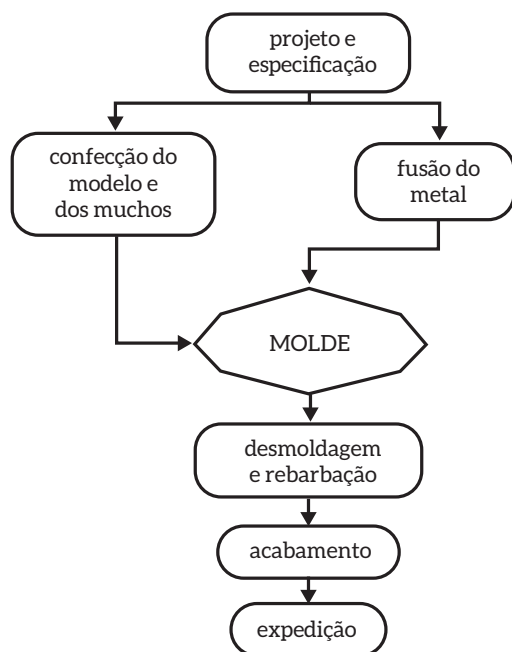 projeto e
especificação
confecção do
modelo e
dos muchos
fusão do
metal
MOLDE
desmoldagem
e rebarbação
acabamento
expedição